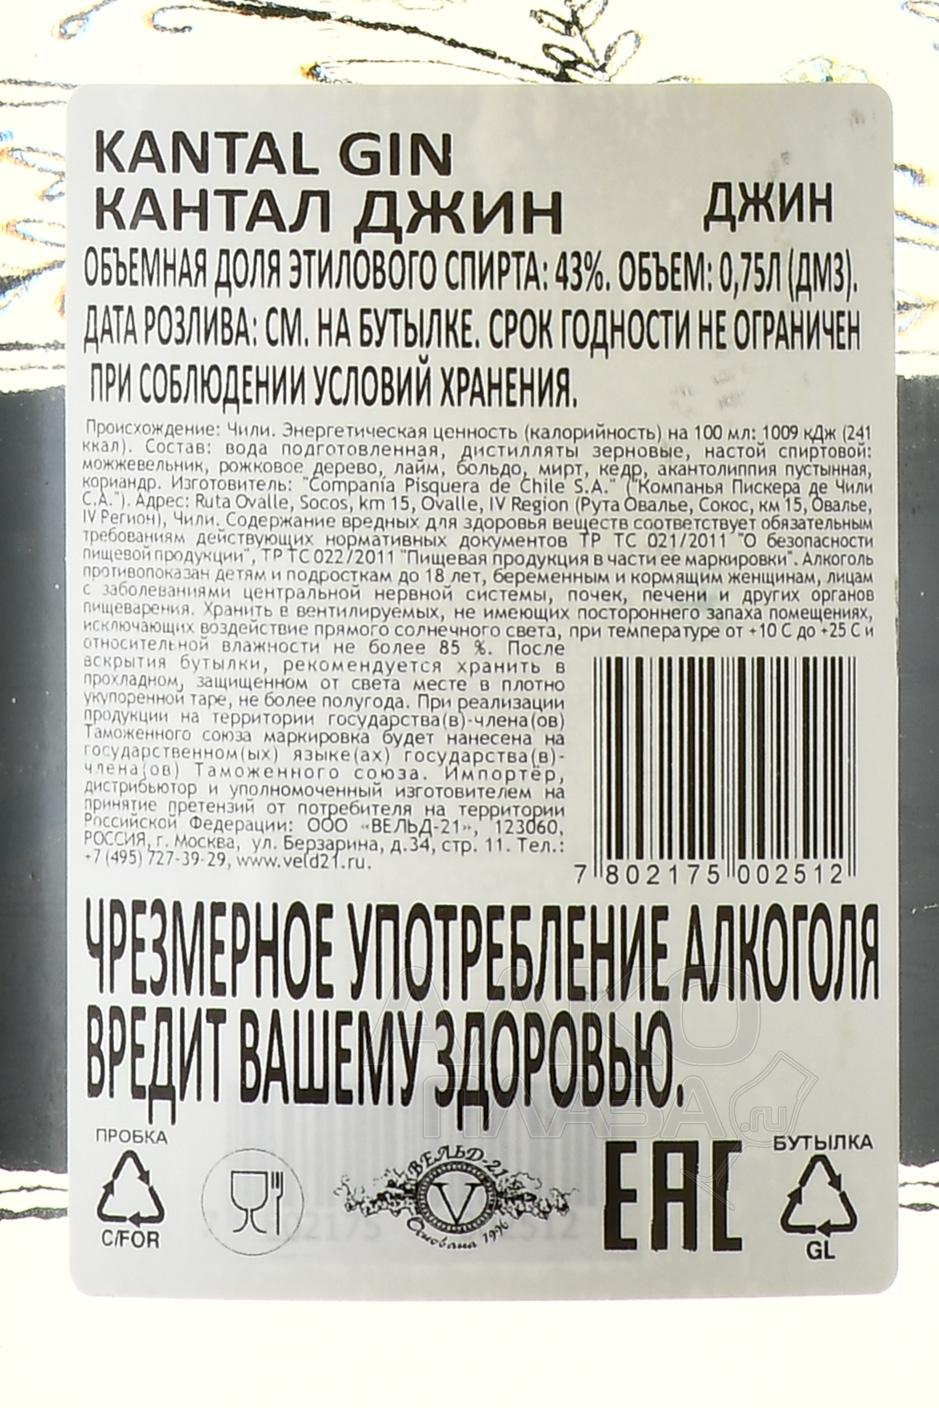 KANTAL GIN
КАНТАЛ ДЖИН ДЖИН
ОБЪЕМНАЯ ДОЛЯ ЭТИЛОВОГО СПИРТА: 43%. ОБЪЕМ: 0,75Л (ДМ3).
ДАТА РОЗЛИВА: СМ. НА БУТЫЛКЕ. СРОК ГОДНОСТИ НЕ ОГРАНИЧЕН
ПРИ СОБЛЮДЕНИИ УСЛОВИЙ ХРАНЕНИЯ.
Происхождение: Чили. Энергетическая ценность (калорийность) на 100 мл: 1009 кДж (241
ккал). Состав: вода подготовленная, дистилляты зерновые, настой спиртовой:
можжевельник, рожковое дерево, лайм, больдо, мирт, кедр, акантолиппия пустынная,
кориандр. Изготовитель: "Compania Pisquera de Chile S.A." ("Компанья Пискера де Чили
С.А."). Адрес: Ruta Ovalle, Socos, km 15, Ovalle, IV Region (Рута Овалье, Сокос, км 15, Овалье,
IV Регион), Чили. Содержание вредных для здоровья веществ соответствует обязательным
требованиям действующих нормативных документов ТР ТС 021/2011 "О безопасности
пищевой продукции", ТР ТС 022/2011 "Пищевая продукция в части ее маркировки". Алкоголь
противопоказан детям и подросткам до 18 лет, беременным и кормящим женщинам, лицам
с заболеваниями центральной нервной системы, почек, печени и других органов
пищеварения. Хранить в вентилируемых, не имеющих постороннего запаха помещениях,
исключающих воздействие прямого солнечного света, при температуре от +10 С до +25 С и
относительной влажности не более 85 %. После
вскрытия бутылки, рекомендуется хранить в
прохладном, защищенном от света месте в плотно
укупоренной таре, не более полугода. При реализации
продукции на территории государства(в)-члена(ов)
Таможенного союза маркировка будет нанесена на
государственном(ых) языке(ах) государства(в)-
члена(ов) Таможенного союза. Импортёр,
дистрибьютор и уполномоченный изготовителем на
принятие претензий от потребителя на территории
Российской Федерации: ООО «ВЕЛЬД-21», 123060,
РОССИЯ, г. Москва, ул. Берзарина, д.34, стр. 11. Тел.:
+7 (495) 727-39-29, www.veld21.ru.
7 802175 002512
ЧРЕЗМЕРНОЕ УПОТРЕБЛЕНИЕ АЛКОГОЛЯ
ВРЕДИТ ВАШЕМУ ЗДОРОВЬЮ.
АЛКО
ПЛАЗА.ru
ПРОБКА
C/FOR
ВЕЛЬД-21
V
Основана 1996
EAC
БУТЫЛКА
GL